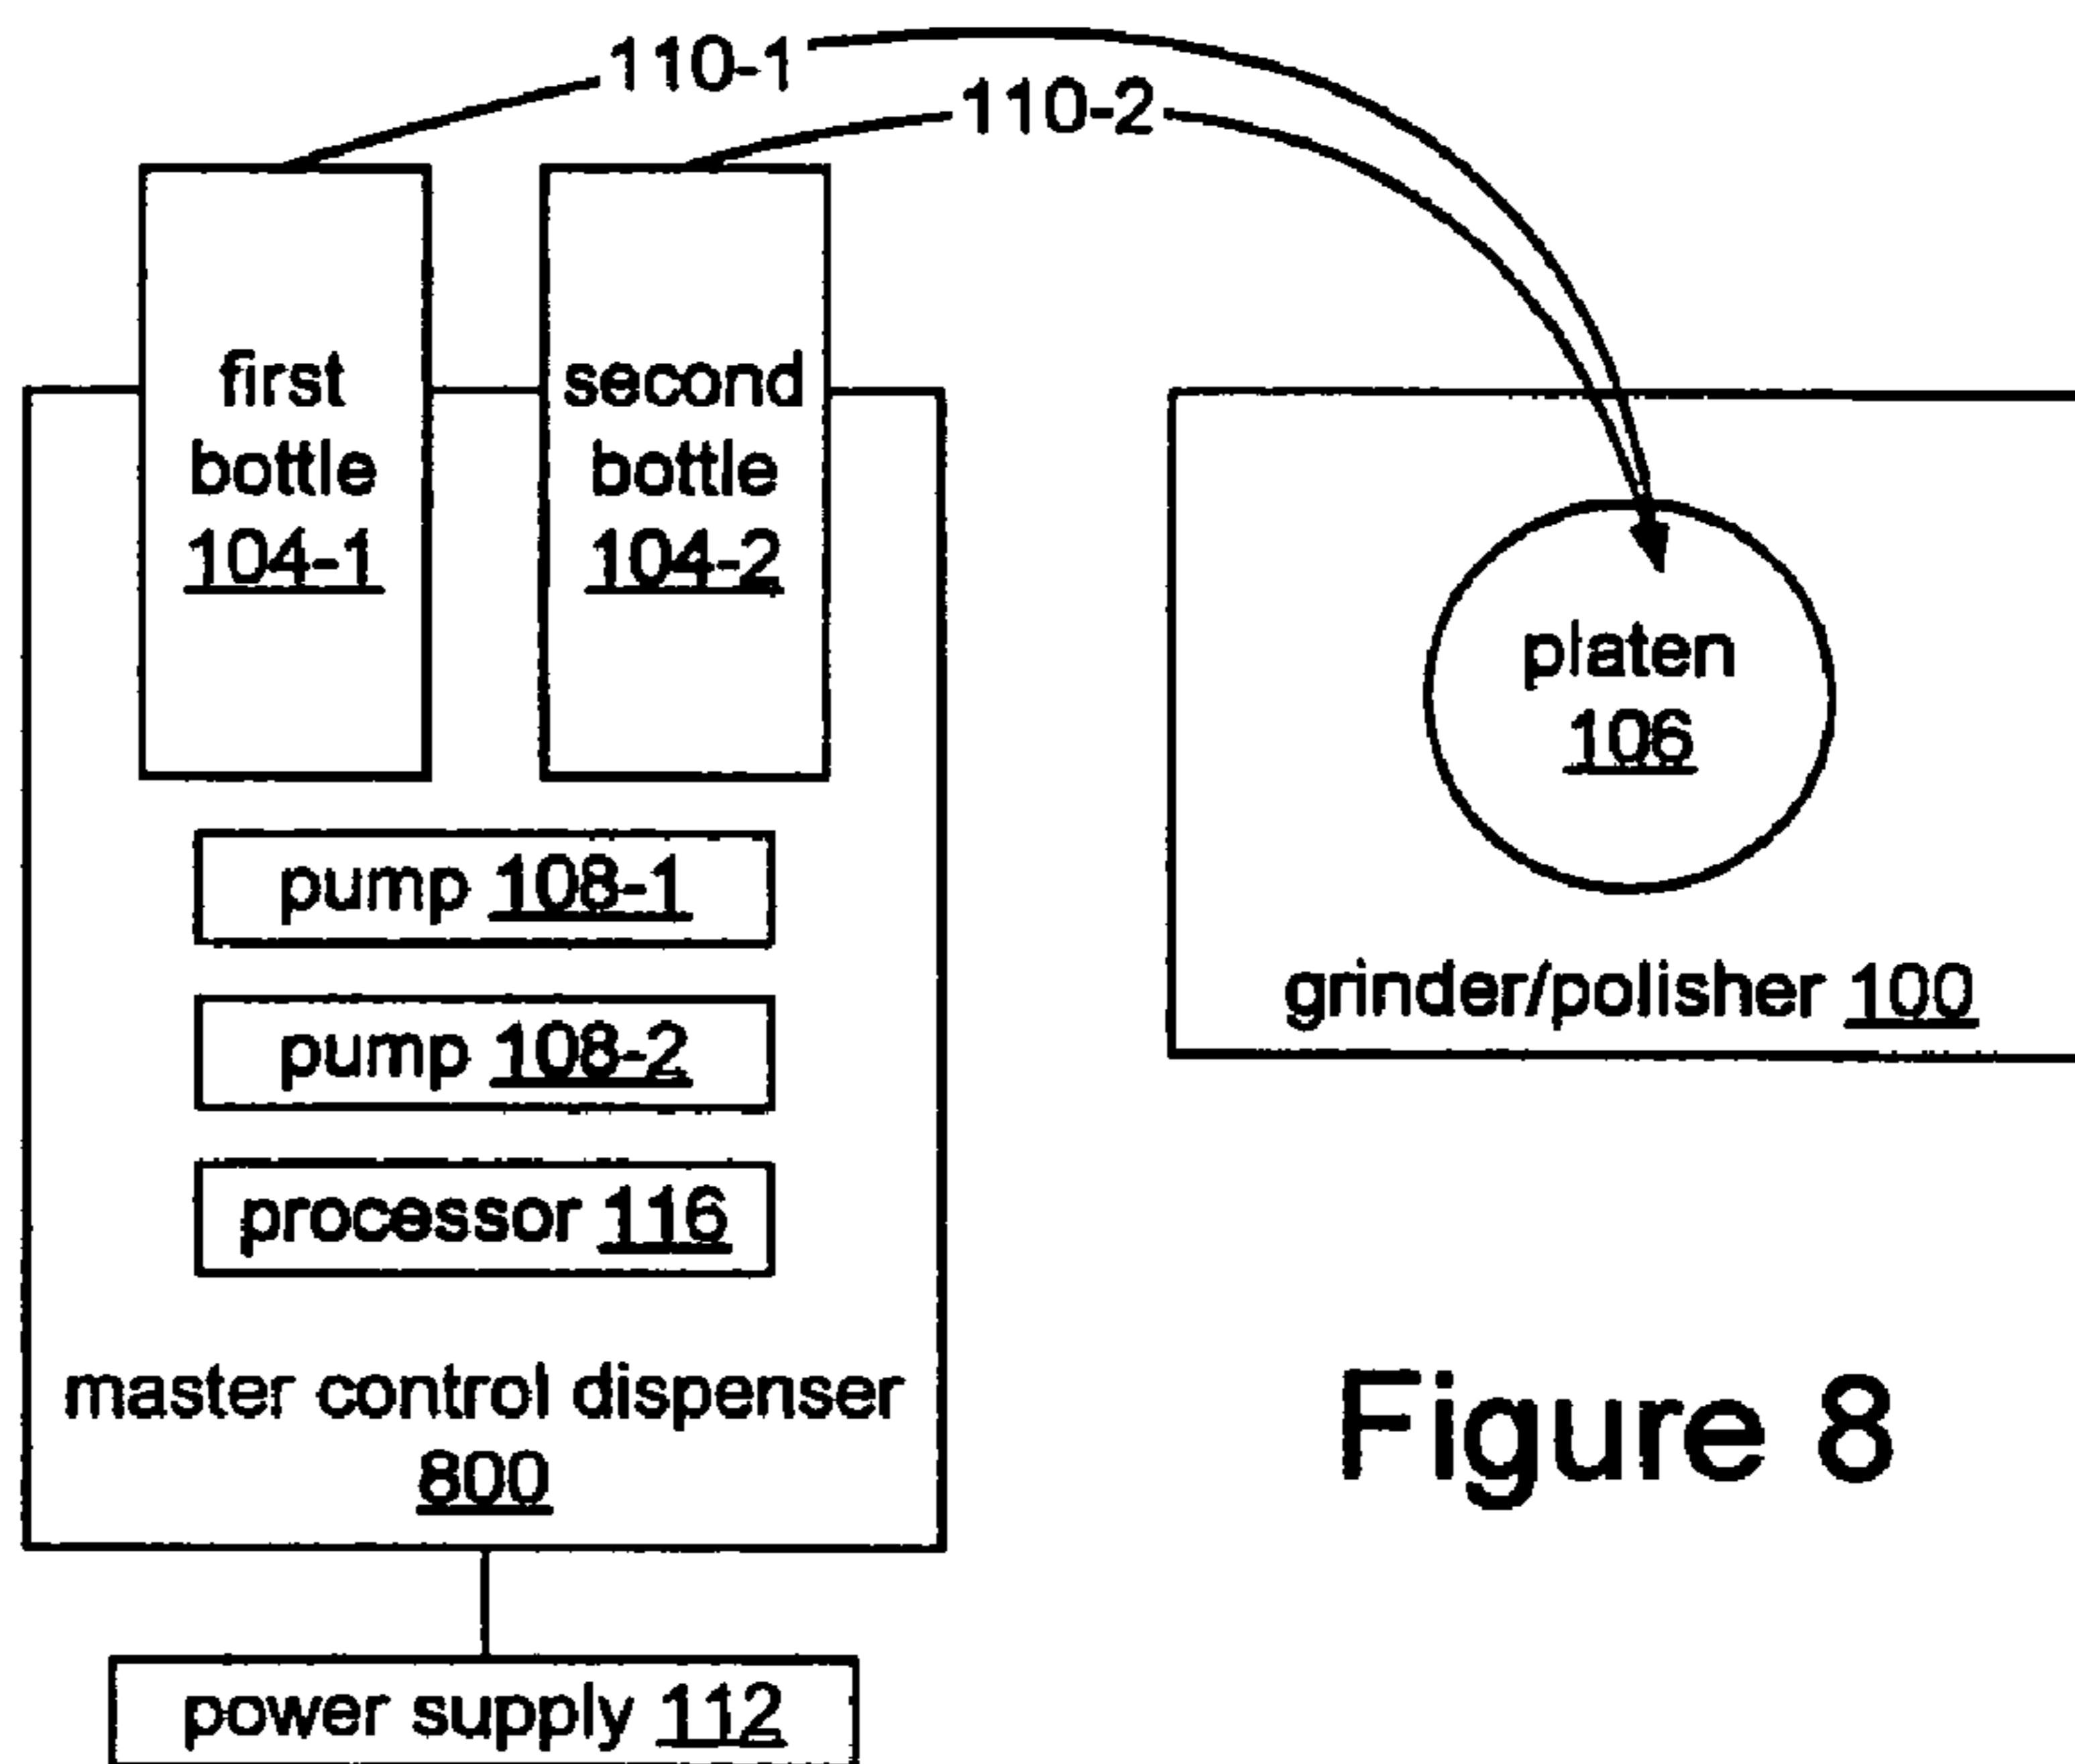 110-1
110-2
first
bottle
104-1
second
bottle
104-2
platen
106
pump 108-1
grinder/polisher 100
pump 108-2
processor 116
master control dispenser
800
Figure 8
power supply 112